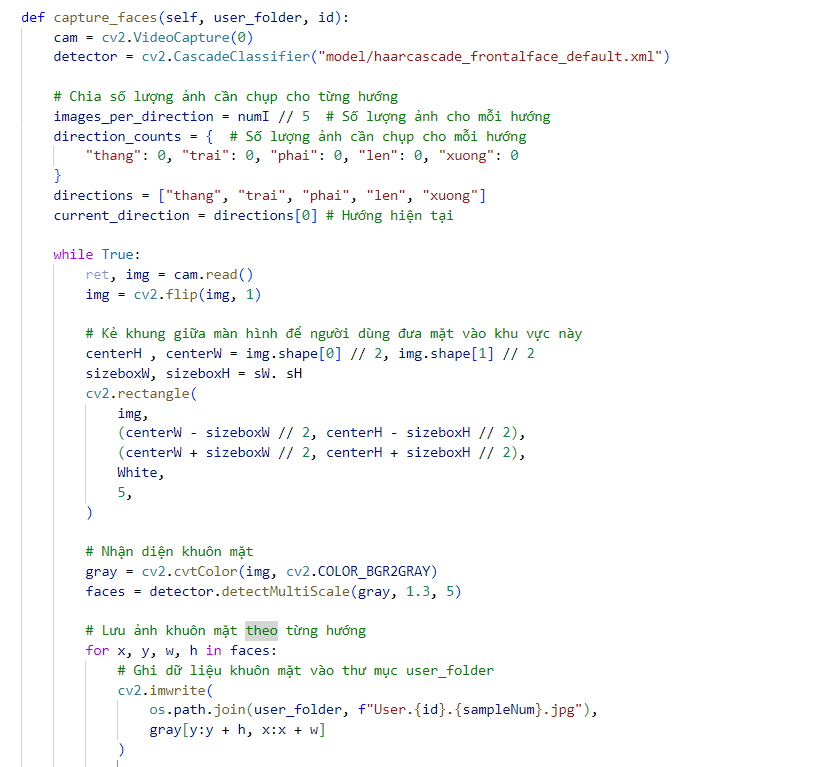 def capture_faces(self, user_folder, id):
    cam = cv2.VideoCapture(0)
    detector = cv2.CascadeClassifier("model/haarcascade_frontalface_default.xml")

    # Chia số lượng ảnh cần chụp cho từng hướng
    images_per_direction = numI // 5  # Số lượng ảnh cho mỗi hướng
    direction_counts = {  # Số lượng ảnh cần chụp cho mỗi hướng
        "thang": 0, "trai": 0, "phai": 0, "len": 0, "xuong": 0
    }
    directions = ["thang", "trai", "phai", "len", "xuong"]
    current_direction = directions[0] # Hướng hiện tại

    while True:
        ret, img = cam.read()
        img = cv2.flip(img, 1)

        # Kẻ khung giữa màn hình để người dùng đưa mặt vào khu vực này
        centerH , centerW = img.shape[0] // 2, img.shape[1] // 2
        sizeboxW, sizeboxH = sW. sH
        cv2.rectangle(
            img,
            (centerW - sizeboxW // 2, centerH - sizeboxH // 2),
            (centerW + sizeboxW // 2, centerH + sizeboxH // 2),
            White,
            5,
        )

        # Nhận diện khuôn mặt
        gray = cv2.cvtColor(img, cv2.COLOR_BGR2GRAY)
        faces = detector.detectMultiScale(gray, 1.3, 5)

        # Lưu ảnh khuôn mặt theo từng hướng
        for x, y, w, h in faces:
            # Ghi dữ liệu khuôn mặt vào thư mục user_folder
            cv2.imwrite(
                os.path.join(user_folder, f"User.{id}.{sampleNum}.jpg"),
                gray[y:y + h, x:x + w]
            )